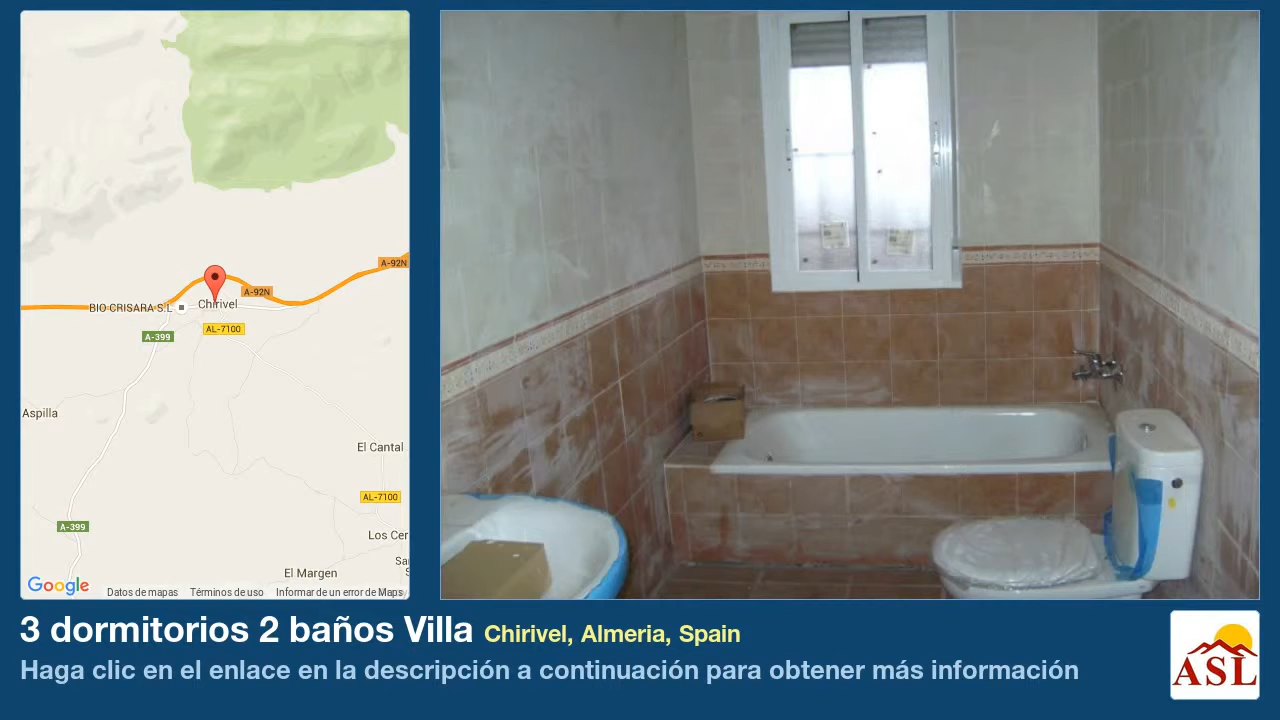 A-92N
A-92N
BIO CRISARA S.L
Chirivel
AL-7100
A-399
Aspilla
El Cantal
AL-7100
A-399
Los Cer
El Margen
Google
Datos de mapas
Términos de uso
Informar de un error de Maps
3 dormitorios 2 baños Villa Chirivel, Almeria, Spain
Haga clic en el enlace en la descripción a continuación para obtener más información
ASL